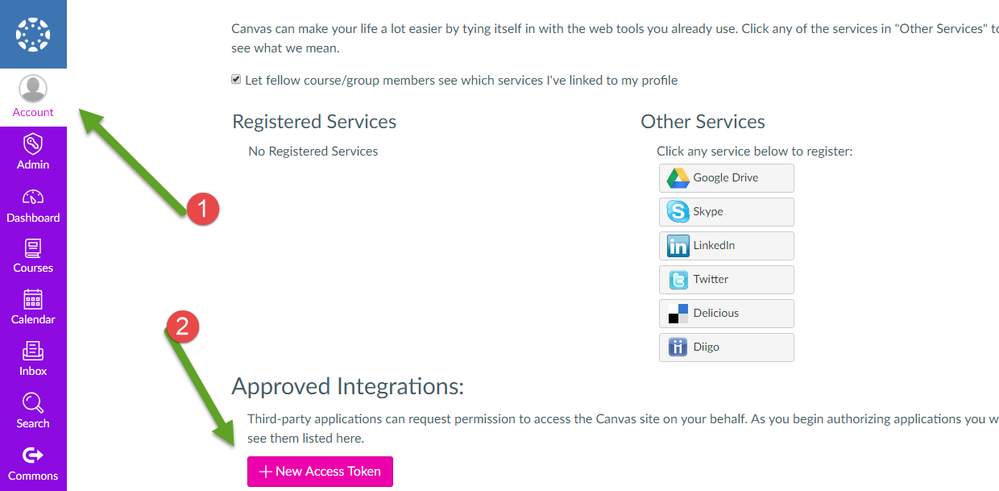 Canvas can make your life a lot easier by tying itself in with the web tools you already use. Click any of the services in "Other Services" to
see what we mean.
Let fellow course/group members see which services I've linked to my profile
Account
Registered Services
Other Services
No Registered Services
Click any service below to register:
Admin
Google Drive
1
Skype
Dashboard
LinkedIn
Courses
Twitter
Calendar
Delicious
2
Diigo
Inbox
Approved Integrations:
Search
Third-party applications can request permission to access the Canvas site on your behalf. As you begin authorizing applications you w
see them listed here.
Commons
New Access Token